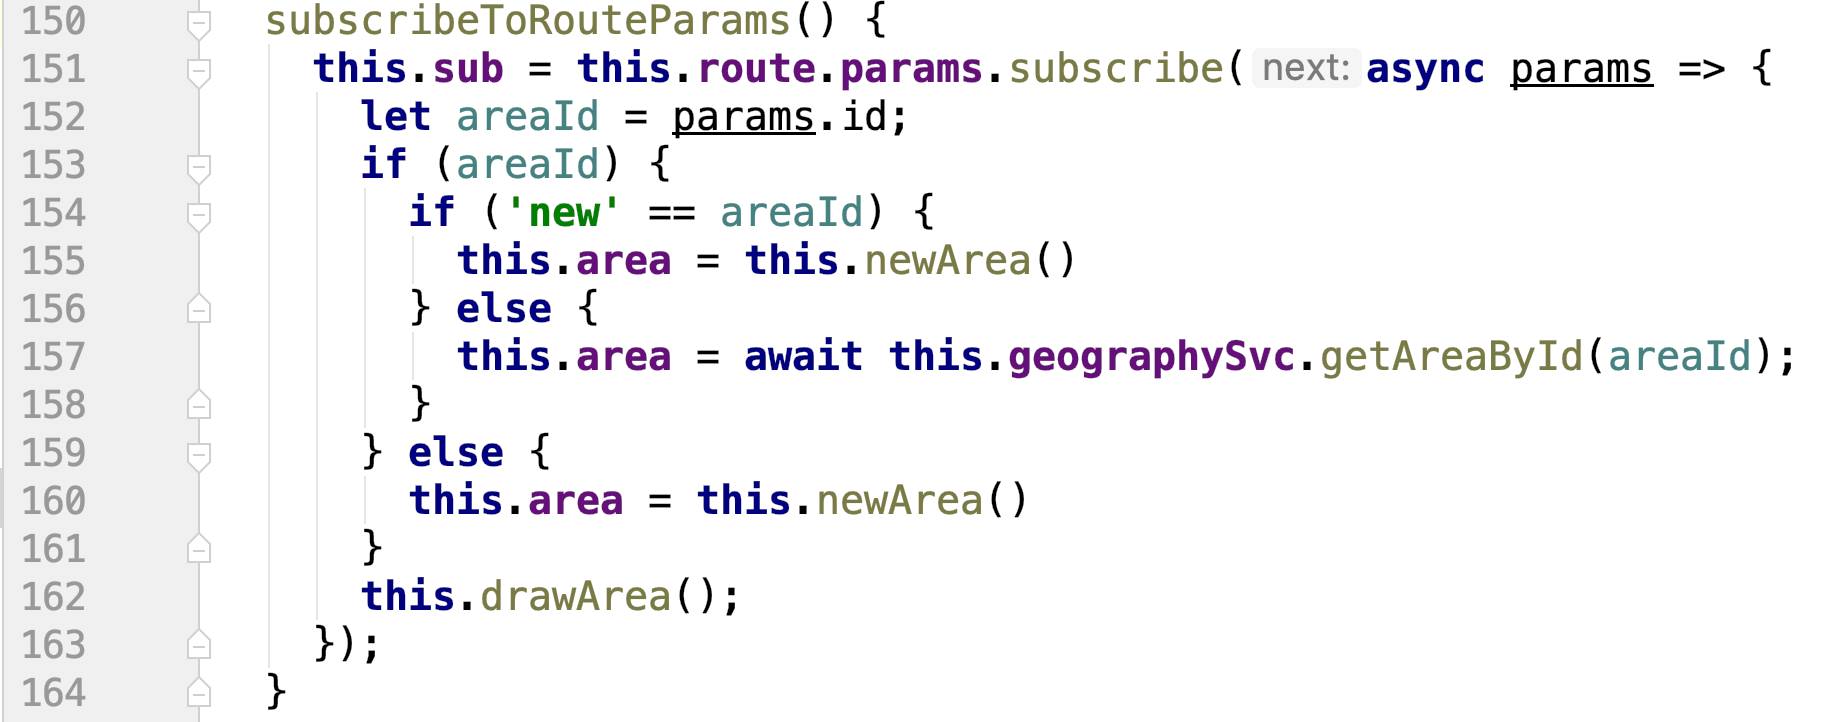 150 subscribeToRouteParams() {
151 this.sub = this.route.params.subscribe( next: async params => {
152 let areaId = params.id;
153 if (areaId) {
154 if ('new' == areaId) {
155 this.area = this.newArea()
156 } else {
157 this.area = await this.geographySvc.getAreaById(areaId);
158 }
159 } else {
160 this.area = this.newArea()
161 }
162 this.drawArea();
163 });
164 }